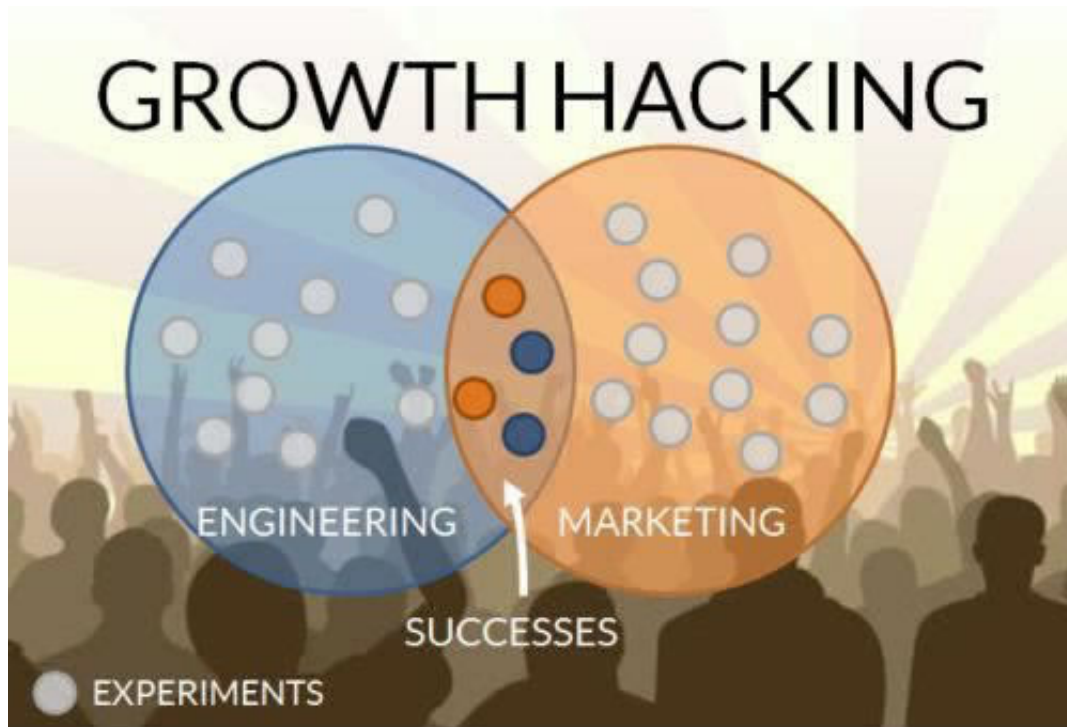 GROWTH HACKING
ENGINEERING
MARKETING
SUCCESSES
EXPERIMENTS